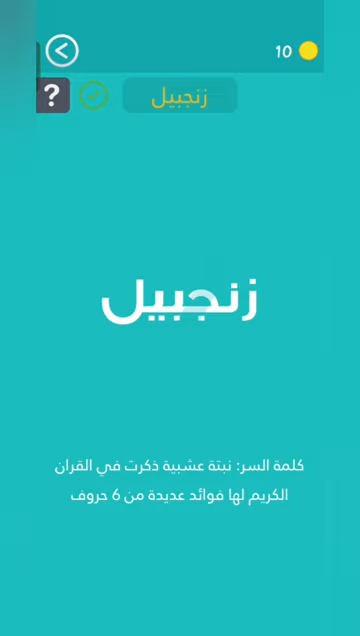 10
?
زنجبيل
زنجبيل
كلمة السر: نبتة عشبية ذكرت في القران
الكريم لها فوائد عديدة من 6 حروف